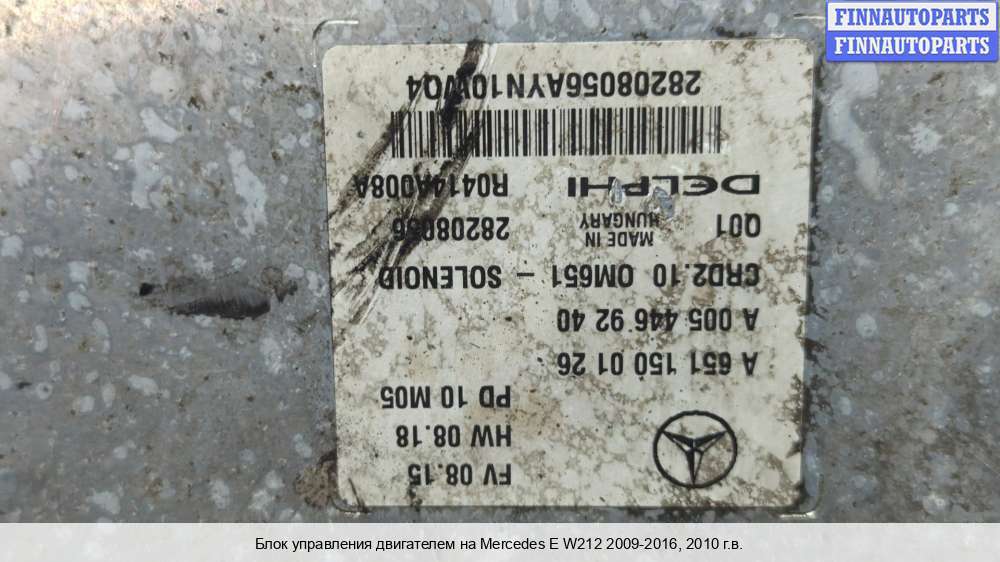 FINNAUTOPARTS
FINNAUTOPARTS
FV 08.15
HW 08.18
PD 10 M05
A 651 150 01 26
A 005 446 92 40
CRD2.10 OM651 - SOLENOID
Q01 MADE IN HUNGARY 28208056
DELPHI R0414A008A
28208056AYN10VQ4
Блок управления двигателем на Mercedes E W212 2009-2016, 2010 г.в.